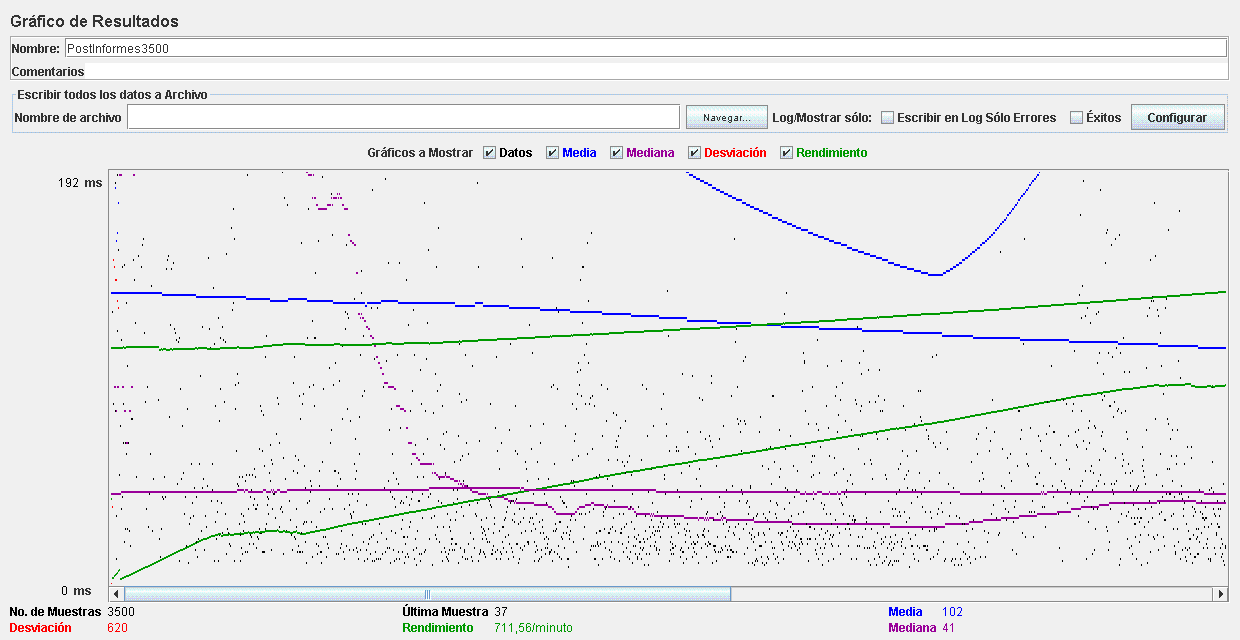 Gráfico de Resultados
Nombre: PostInformes3500
Comentarios
Escribir todos los datos a Archivo
Nombre de archivo Navegar... Log/Mostrar sólo: Escribir en Log Sólo Errores Éxitos Configurar
Gráficos a Mostrar Datos Media Mediana Desviación Rendimiento
192 ms
0 ms
No. de Muestras 3500 Última Muestra 37 Media 102
Desviación 620 Rendimiento 711,56/minuto Mediana 41